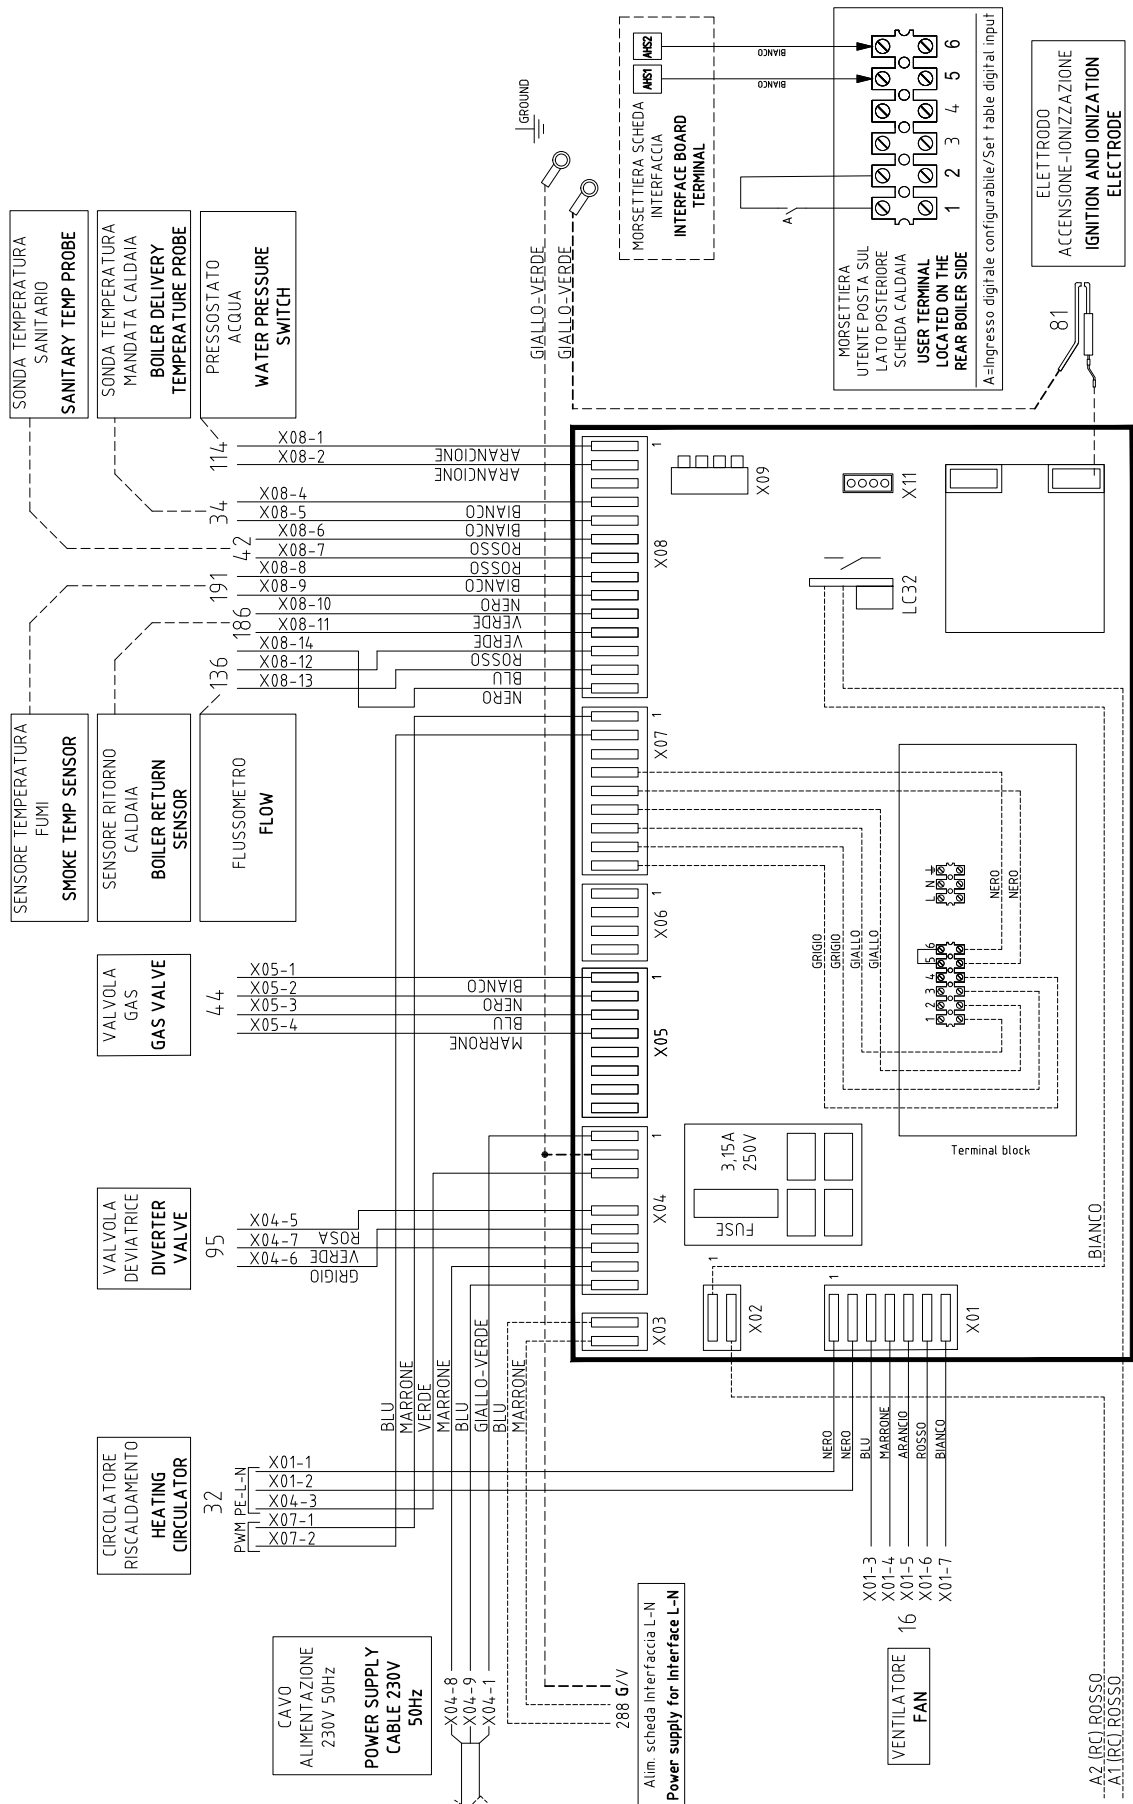 SONDA TEMPERATURA
SANITARIO
SANITARY TEMP PROBE
SONDA TEMPERATURA
MANDATA CALDAIA
BOILER DELIVERY
TEMPERATURE PROBE
PRESSOSTATO
ACQUA
WATER PRESSURE
SWITCH
SENSORE TEMPERATURA
FUMI
SMOKE TEMP SENSOR
SENSORE RITORNO
CALDAIA
BOILER RETURN
SENSOR
FLUSSOMETRO
FLOW
VALVOLA
GAS
GAS VALVE
VALVOLA
DEVIATRICE
DIVERTER
VALVE
CIRCOLATORE
RISCALDAMENTO
HEATING
CIRCULATOR
CAVO
ALIMENTAZIONE
230V 50Hz
POWER SUPPLY
CABLE 230V
50Hz
114
34
42
191
186
136
44
95
32
PWM
PE-L-N
X08-1
X08-2
X08-4
X08-5
X08-6
X08-7
X08-8
X08-9
X08-10
X08-11
X08-14
X08-12
X08-13
ARANCIONE
ARANCIONE
BIANCO
BIANCO
ROSSO
ROSSO
BIANCO
NERO
VERDE
VERDE
ROSSO
BLU
NERO
X05-1
X05-2
X05-3
X05-4
BIANCO
NERO
BLU
MARRONE
X04-5
X04-7
X04-6
ROSA
VERDE
GRIGIO
X01-1
X01-2
X04-3
X07-1
X07-2
BLU
MARRONE
VERDE
MARRONE
BLU
GIALLO-VERDE
BLU
MARRONE
X04-8
X04-9
X04-1
GIALLO-VERDE
GIALLO-VERDE
GROUND
288 G/V
Alim. scheda Interfaccia L-N
Power supply for Interface L-N
MORSETTIERA SCHEDA
INTERFACCIA
INTERFACE BOARD
TERMINAL
AHS1
AHS2
BIANCO
BIANCO
A
1
2
3
4
5
6
MORSETTIERA
UTENTE POSTA SUL
LATO POSTERIORE
SCHEDA CALDAIA
USER TERMINAL
LOCATED ON THE
REAR BOILER SIDE
A=Ingresso digitale configurabile/Set table digital input
ELETTRODO
ACCENSIONE-IONIZZAZIONE
IGNITION AND IONIZATION
ELECTRODE
81
1
X08
1
X07
1
X06
1
X05
1
X04
X03
X09
X11
LC32
3,15A
250V
FUSE
1
X02
1
X01
GRIGIO
GRIGIO
GIALLO
GIALLO
NERO
NERO
L N
1 2 3 4 5 6
Terminal block
BIANCO
NERO
NERO
BLU
MARRONE
ARANCIO
ROSSO
BIANCO
X01-3
X01-4
X01-5
X01-6
X01-7
16
VENTILATORE
FAN
A2 (RC) ROSSO
A1 (RC) ROSSO